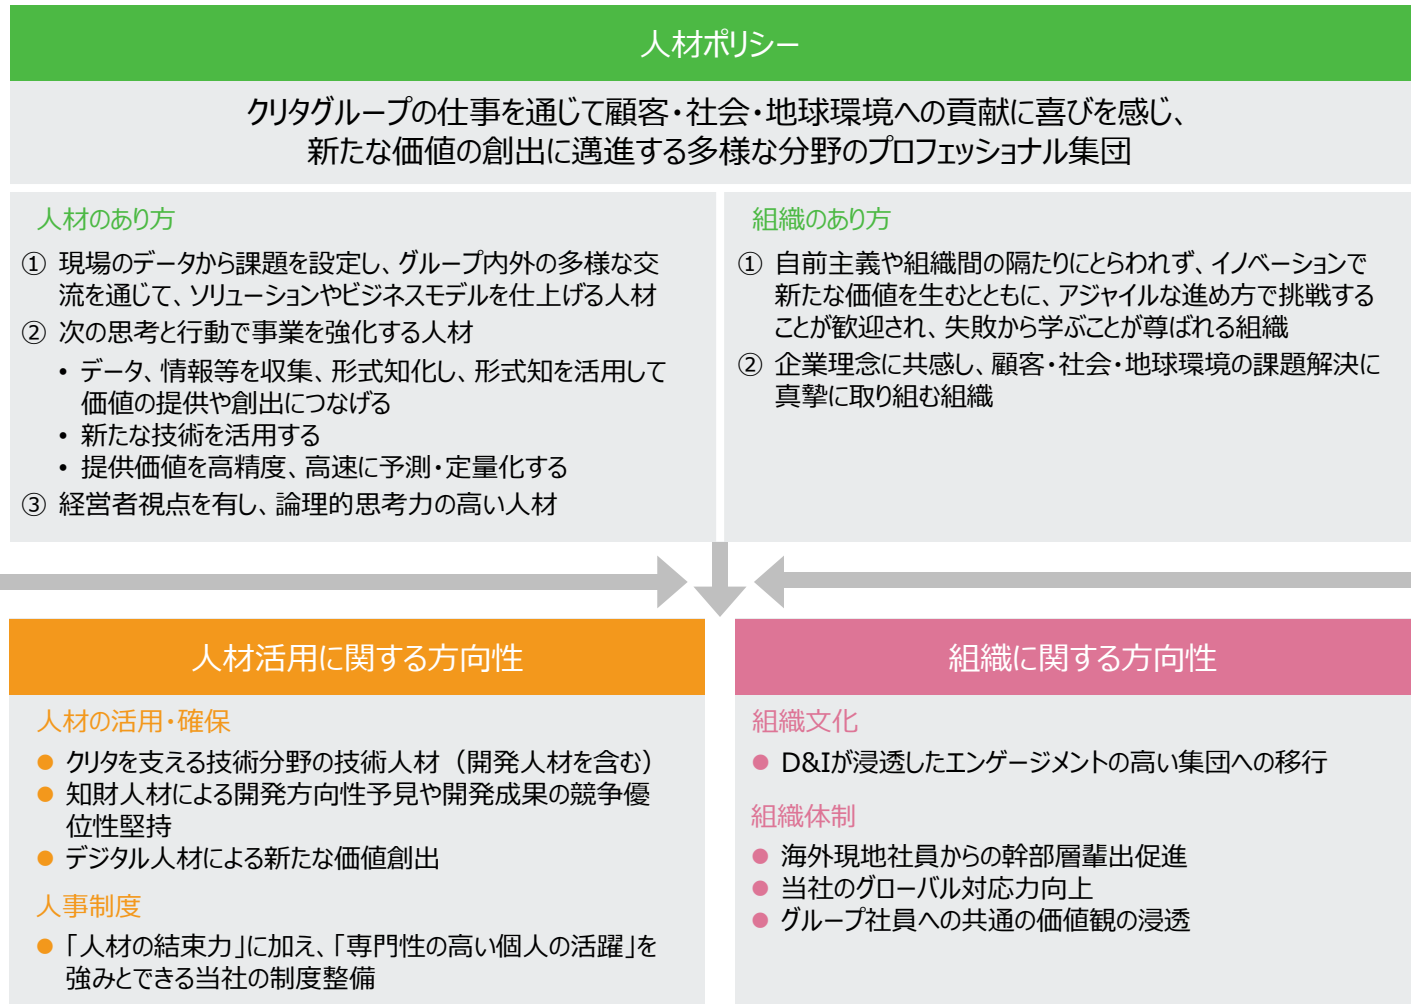 人材ポリシー
クリタグループの仕事を通じて顧客・社会・地球環境への貢献に喜びを感じ、
新たな価値の創出に邁進する多様な分野のプロフェッショナル集団
人材のあり方
① 現場のデータから課題を設定し、グループ内外の多様な交
流を通じて、ソリューションやビジネスモデルを仕上げる人材
② 次の思考と行動で事業を強化する人材
• データ、情報等を収集、形式知化し、形式知を活用して
価値の提供や創出につなげる
• 新たな技術を活用する
• 提供価値を高精度、高速に予測・定量化する
③ 経営者視点を有し、論理的思考力の高い人材
組織のあり方
① 自前主義や組織間の隔たりにとらわれず、イノベーションで
新たな価値を生むとともに、アジャイルな進め方で挑戦する
ことが歓迎され、失敗から学ぶことが尊ばれる組織
② 企業理念に共感し、顧客・社会・地球環境の課題解決に
真摯に取り組む組織
人材活用に関する方向性
人材の活用・確保
● クリタを支える技術分野の技術人材（開発人材を含む）
● 知財人材による開発方向性予見や開発成果の競争優
位性堅持
● デジタル人材による新たな価値創出
人事制度
● 「人材の結束力」に加え、「専門性の高い個人の活躍」を
強みとできる当社の制度整備
組織に関する方向性
組織文化
● D&Iが浸透したエンゲージメントの高い集団への移行
組織体制
● 海外現地社員からの幹部層輩出促進
● 当社のグローバル対応力向上
● グループ社員への共通の価値観の浸透